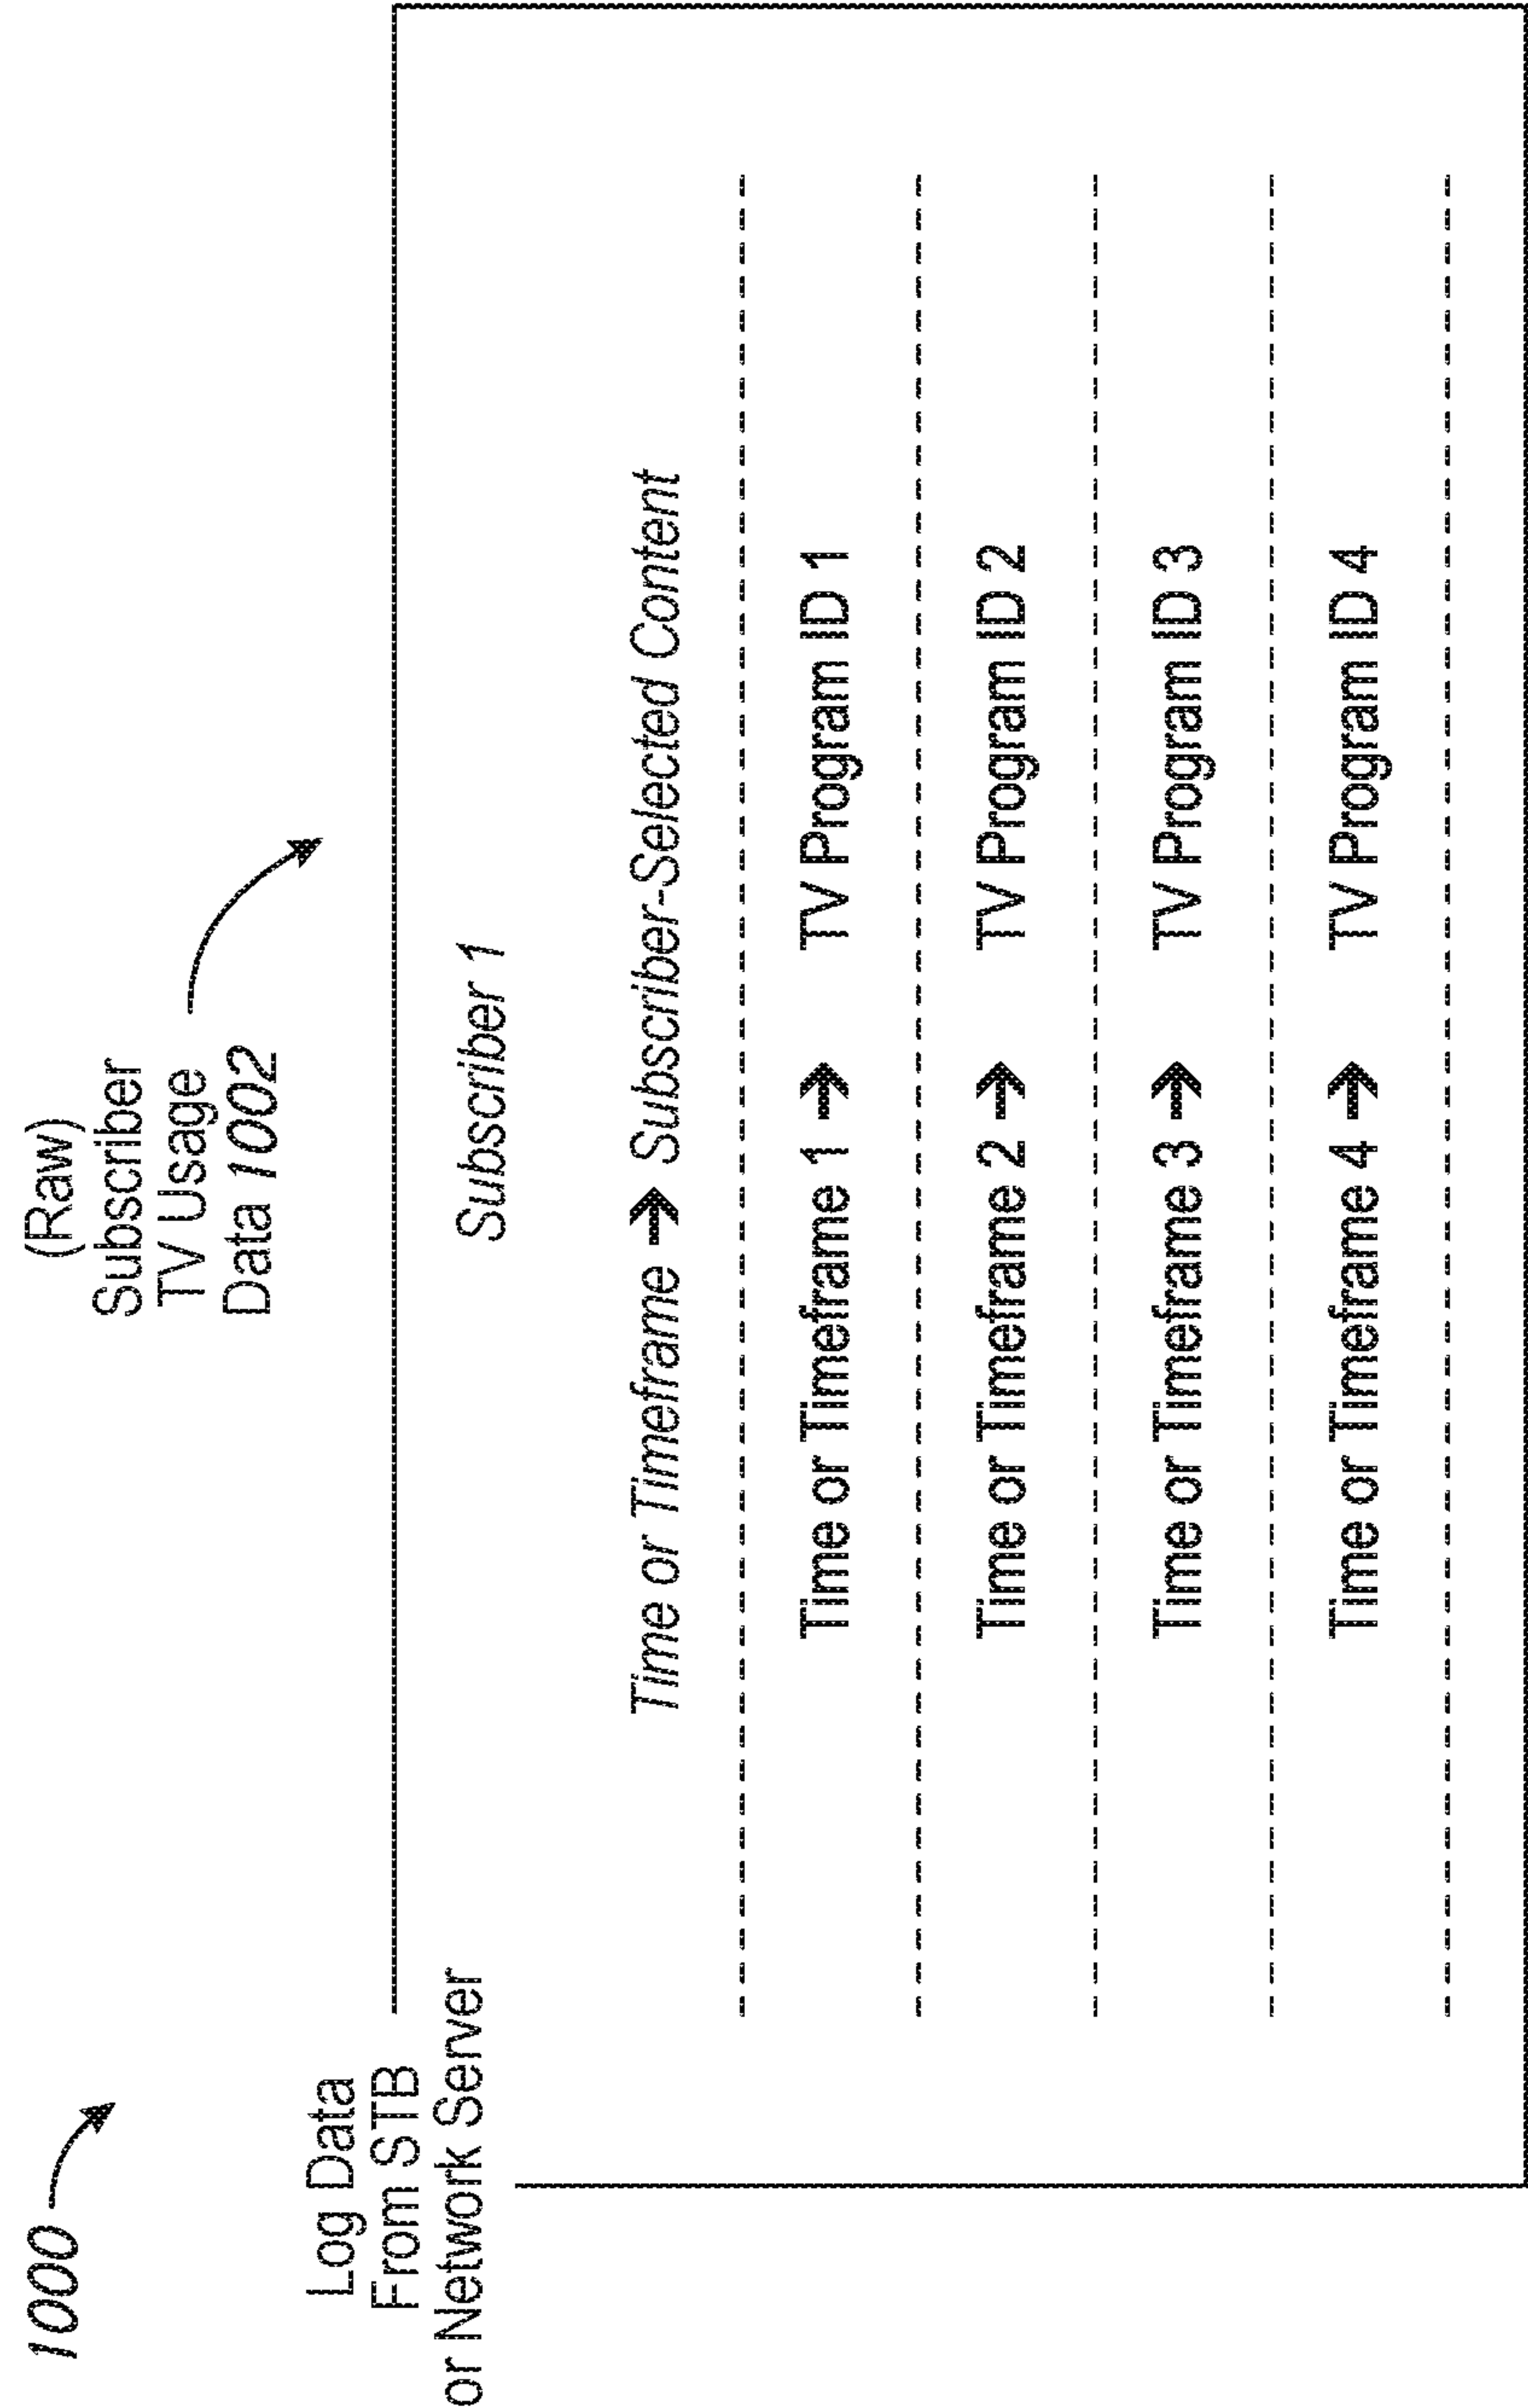 1000
(Raw)
Subscriber
TV Usage
Data 1002
Log Data
From STB
or Network Server
Subscriber 1
Time or Timeframe → Subscriber-Selected Content
Time or Timeframe 1 → TV Program ID 1
Time or Timeframe 2 → TV Program ID 2
Time or Timeframe 3 → TV Program ID 3
Time or Timeframe 4 → TV Program ID 4